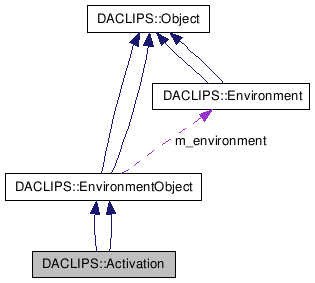 DACLIPS::Object
DACLIPS::Environment
m_environment
DACLIPS::EnvironmentObject
DACLIPS::Activation